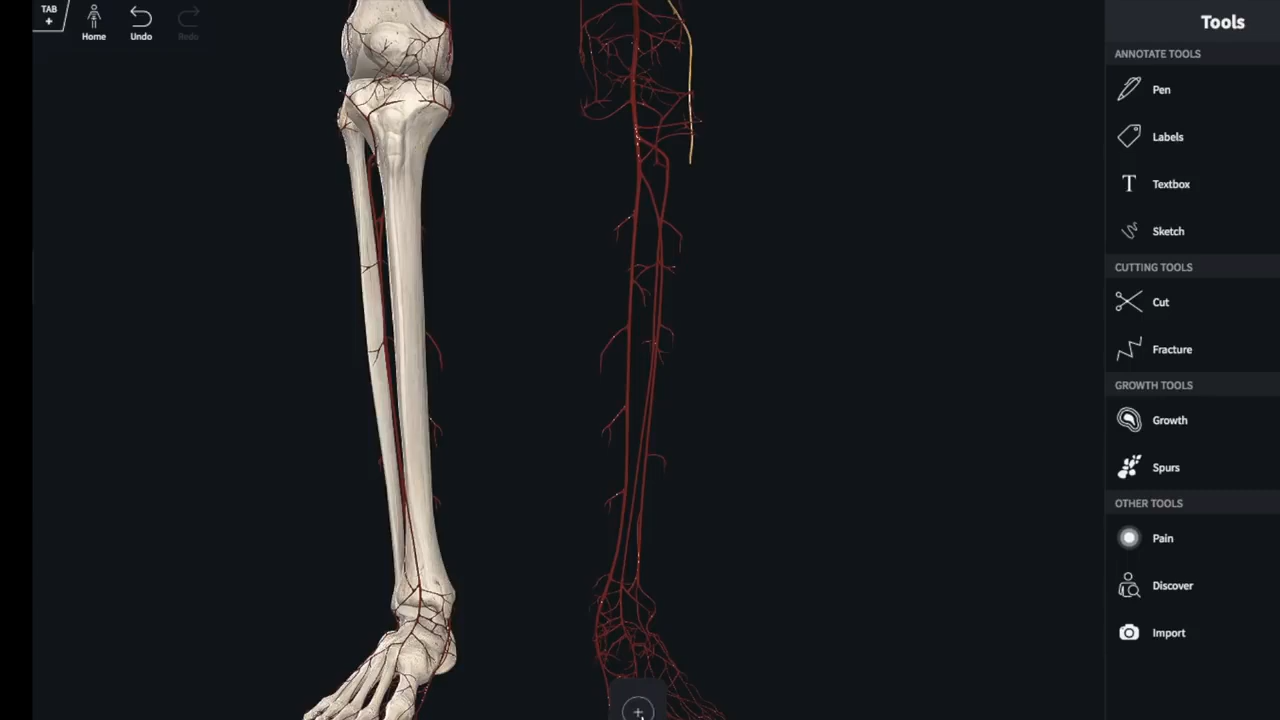 TAB
+
Home
Undo
Redo
Tools
ANNOTATE TOOLS
Pen
Labels
T Textbox
Sketch
CUTTING TOOLS
Cut
Fracture
GROWTH TOOLS
Growth
Spurs
OTHER TOOLS
Pain
Discover
Import